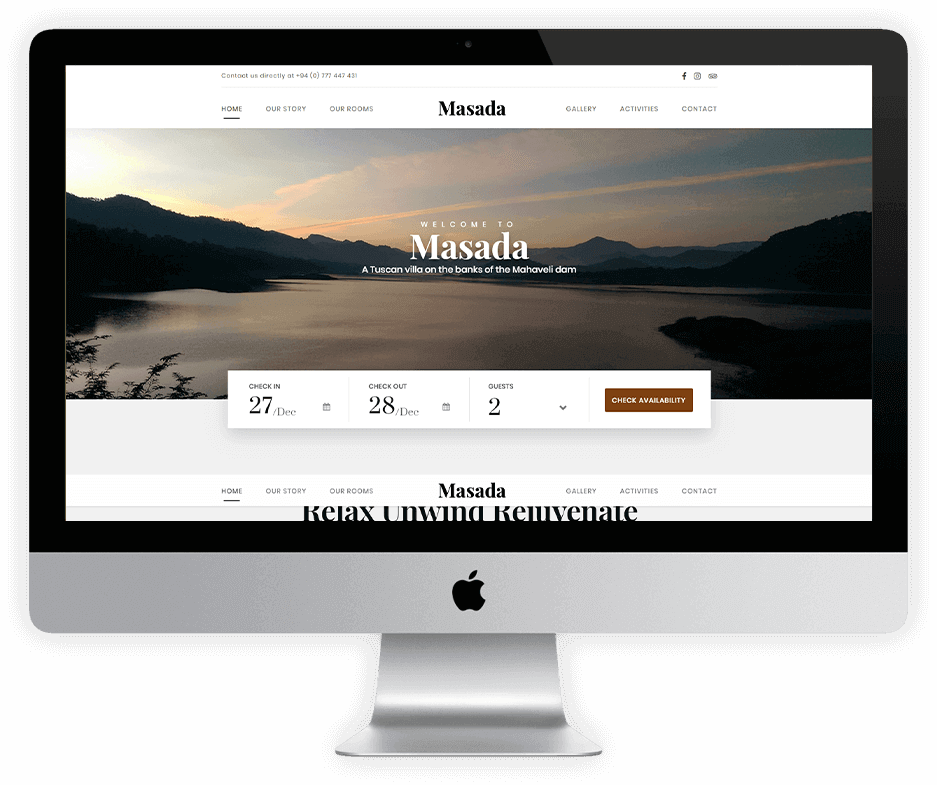 Contact us directly at +94 (0) 777 447 431
HOME OUR STORY OUR ROOMS Masada GALLERY ACTIVITIES CONTACT
WELCOME TO
Masada
A Tuscan villa on the banks of the Mahaveli dam
CHECK IN CHECK OUT GUESTS
27/Dec 28/Dec 2 CHECK AVAILABILITY
HOME OUR STORY OUR ROOMS Masada GALLERY ACTIVITIES CONTACT
Relax Unwind Rejuvenate